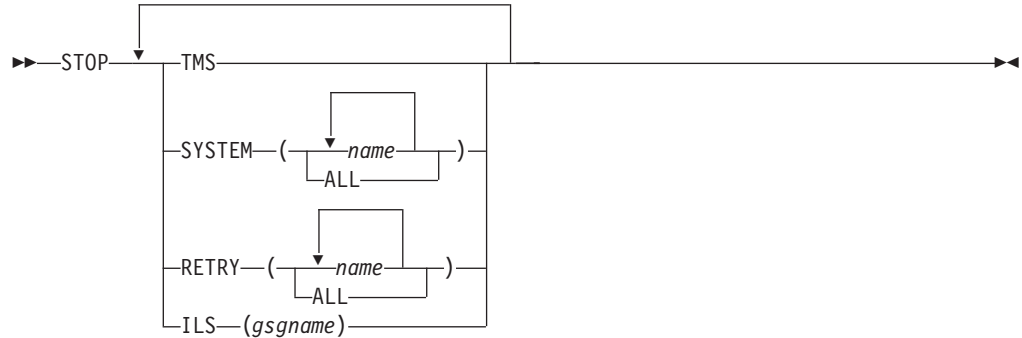 STOP TMS
SYSTEM ( name )
ALL
RETRY ( name )
ALL
ILS (gsgname)